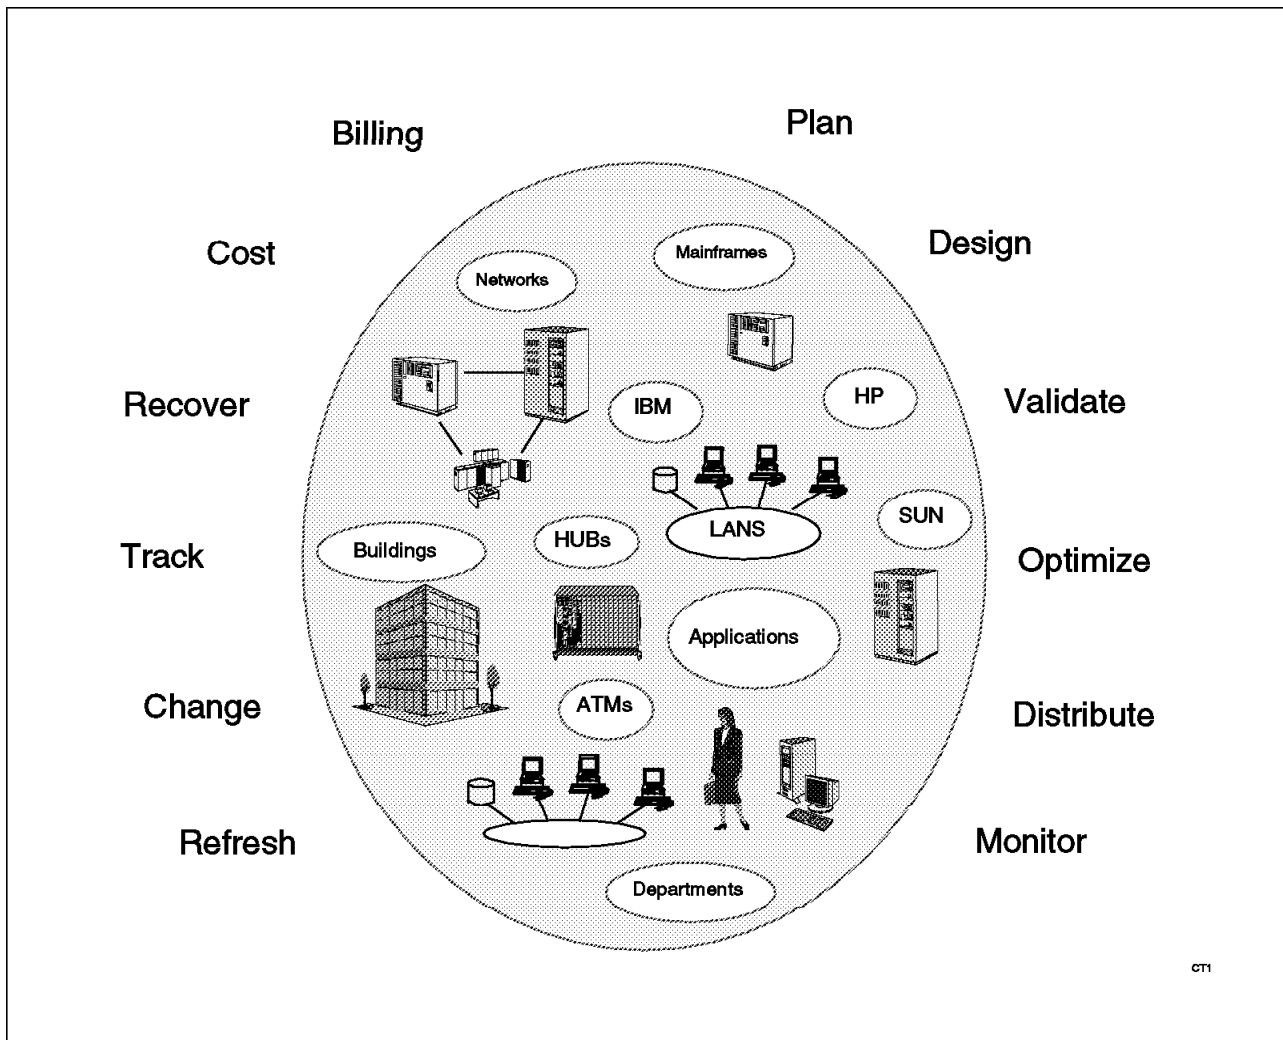 Billing
Plan
Cost
Design
Mainframes
Networks
Recover
IBM
HP
Validate
Track
Buildings
HUBs
LANS
SUN
Optimize
Applications
Change
ATMs
Distribute
Refresh
Monitor
Departments
CT1